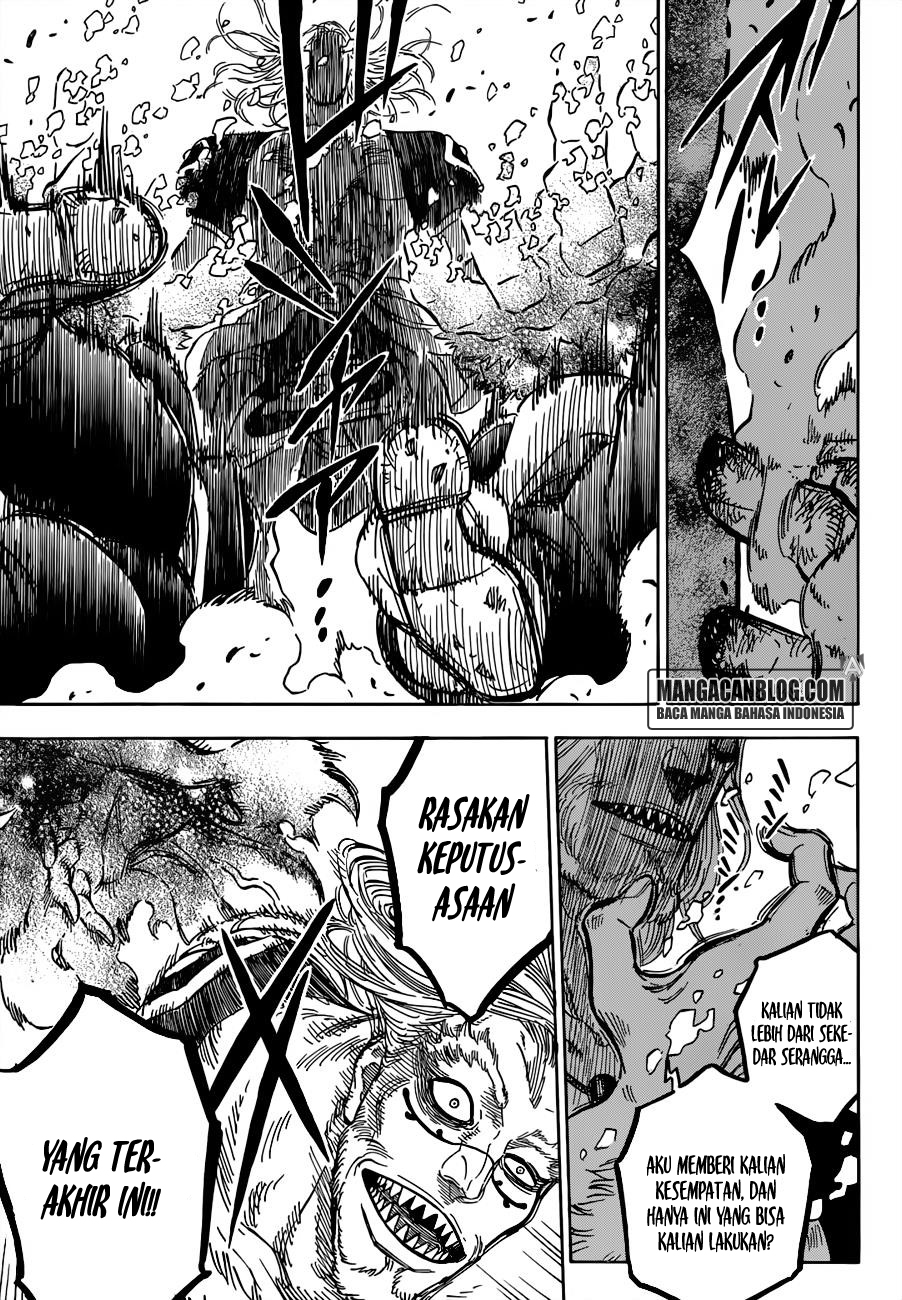 MANGACANBLOG.COM
BACA MANGA BAHASA INDONESIA
KALIAN TIDAK
LEBIH DARI SEKE-
DAR SERANGGA...
AKU MEMBERI KALIAN
KESEMPATAN, DAN
HANYA INI YANG BISA
KALIAN LAKUKAN?
RASAKAN
KEPUTUS-
ASAAN
YANG TER-
AKHIR INI!!!